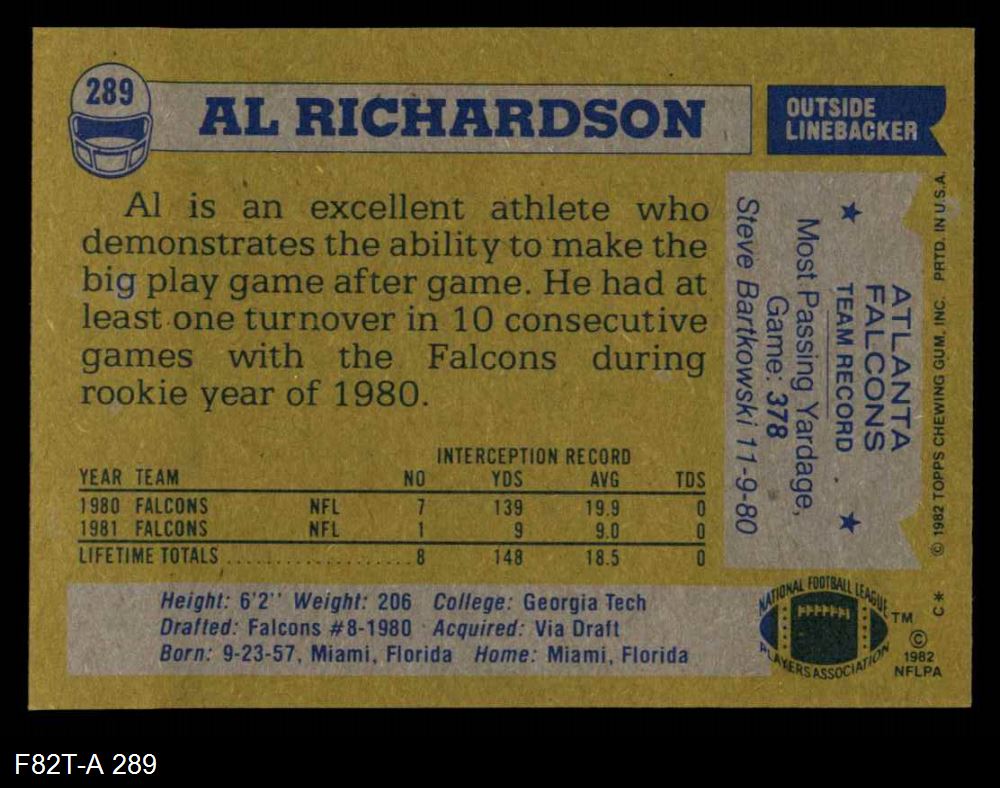 289
AL RICHARDSON
OUTSIDE
LINEBACKER
Al is an excellent athlete who
demonstrates the ability to make the
big play game after game. He had at
least one turnover in 10 consecutive
games with the Falcons during
rookie year of 1980.
ATLANTA
FALCONS
★ TEAM RECORD ★
Most Passing Yardage,
Game: 378
Steve Bartkowski 11-9-80
© 1982 TOPPS CHEWING GUM, INC. PRTD. IN U.S.A.
INTERCEPTION RECORD
YEAR TEAM NO YDS AVG TDS
1980 FALCONS NFL 7 139 19.9 0
1981 FALCONS NFL 1 9 9.0 0
LIFETIME TOTALS ................... 8 148 18.5 0
Height: 6'2" Weight: 206 College: Georgia Tech
Drafted: Falcons #8-1980 Acquired: Via Draft
Born: 9-23-57, Miami, Florida Home: Miami, Florida
NATIONAL FOOTBALL LEAGUE
PLAYERS ASSOCIATION
TM
C*
©
1982
NFLPA
F82T-A 289